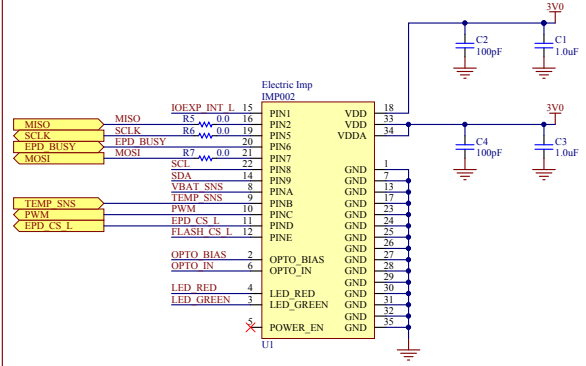 3V0
C2
100pF
C1
1.0uF
Electric Imp
IMP002
IOEXP_INT_L 15 PIN1 VDD 18
MISO MISO R5 0.0 16 PIN2 VDD 33
3V0
SCLK SCLK R6 0.0 19 PIN5 VDDA 34
EPD_BUSY EPD_BUSY 20 PIN6
C4
100pF
C3
1.0uF
MOSI MOSI R7 0.0 21 PIN7
SCL 22 PIN8 GND 1
SDA 14 PIN9 GND 7
VBAT_SNS 8 PINA GND 13
TEMP_SNS TEMP_SNS 9 PINB GND 17
PWM PWM 10 PINC GND 23
EPD_CS_L EPD_CS_L 11 PIND GND 24
FLASH_CS_L 12 PINE GND 25
GND 26
OPTO_BIAS 2 OPTO_BIAS GND 27
OPTO_IN 6 OPTO_IN GND 28
GND 29
LED_RED 4 LED_RED GND 30
LED_GREEN 3 LED_GREEN GND 31
GND 32
5 POWER_EN GND 35
U1